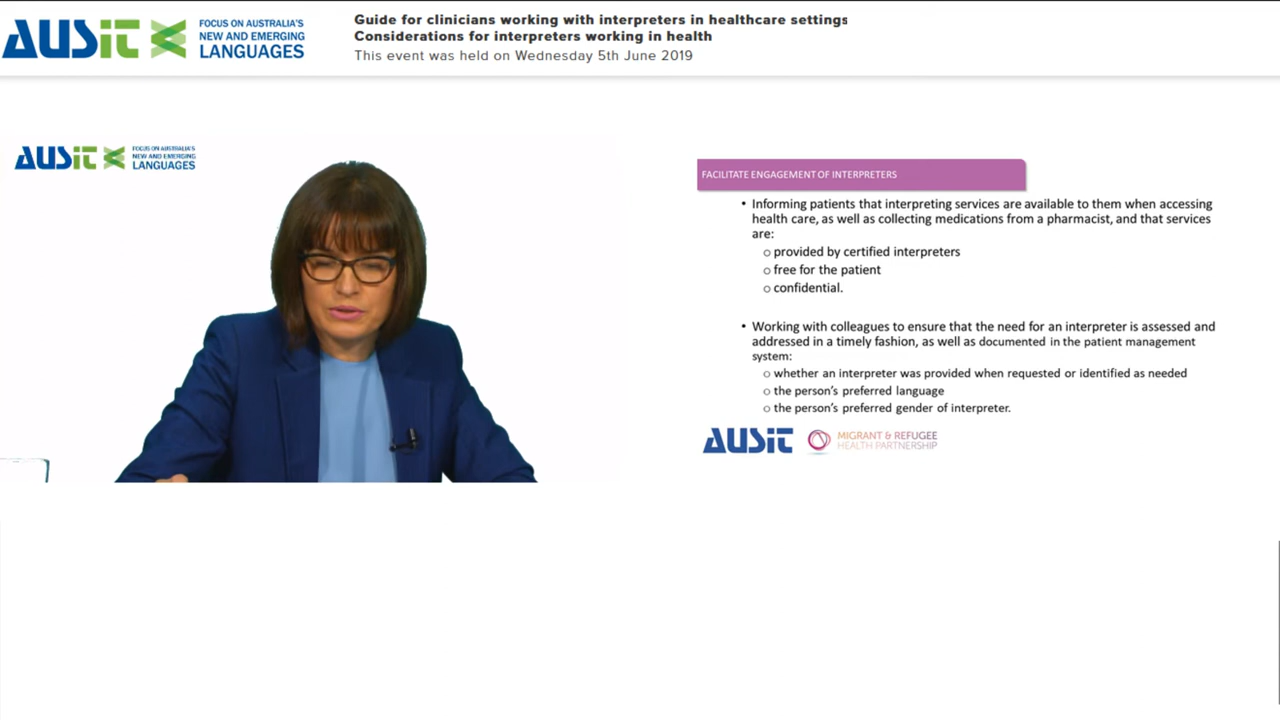 AUSiT
FOCUS ON AUSTRALIA'S
NEW AND EMERGING
LANGUAGES
Guide for clinicians working with interpreters in healthcare settings
Considerations for interpreters working in health
This event was held on Wednesday 5th June 2019
AUSiT
FOCUS ON AUSTRALIA'S
NEW AND EMERGING
LANGUAGES
FACILITATE ENGAGEMENT OF INTERPRETERS
• Informing patients that interpreting services are available to them when accessing
health care, as well as collecting medications from a pharmacist, and that services
are:
o provided by certified interpreters
o free for the patient
o confidential.
• Working with colleagues to ensure that the need for an interpreter is assessed and
addressed in a timely fashion, as well as documented in the patient management
system:
o whether an interpreter was provided when requested or identified as needed
o the person's preferred language
o the person's preferred gender of interpreter.
AUSiT
MIGRANT & REFUGEE
HEALTH PARTNERSHIP